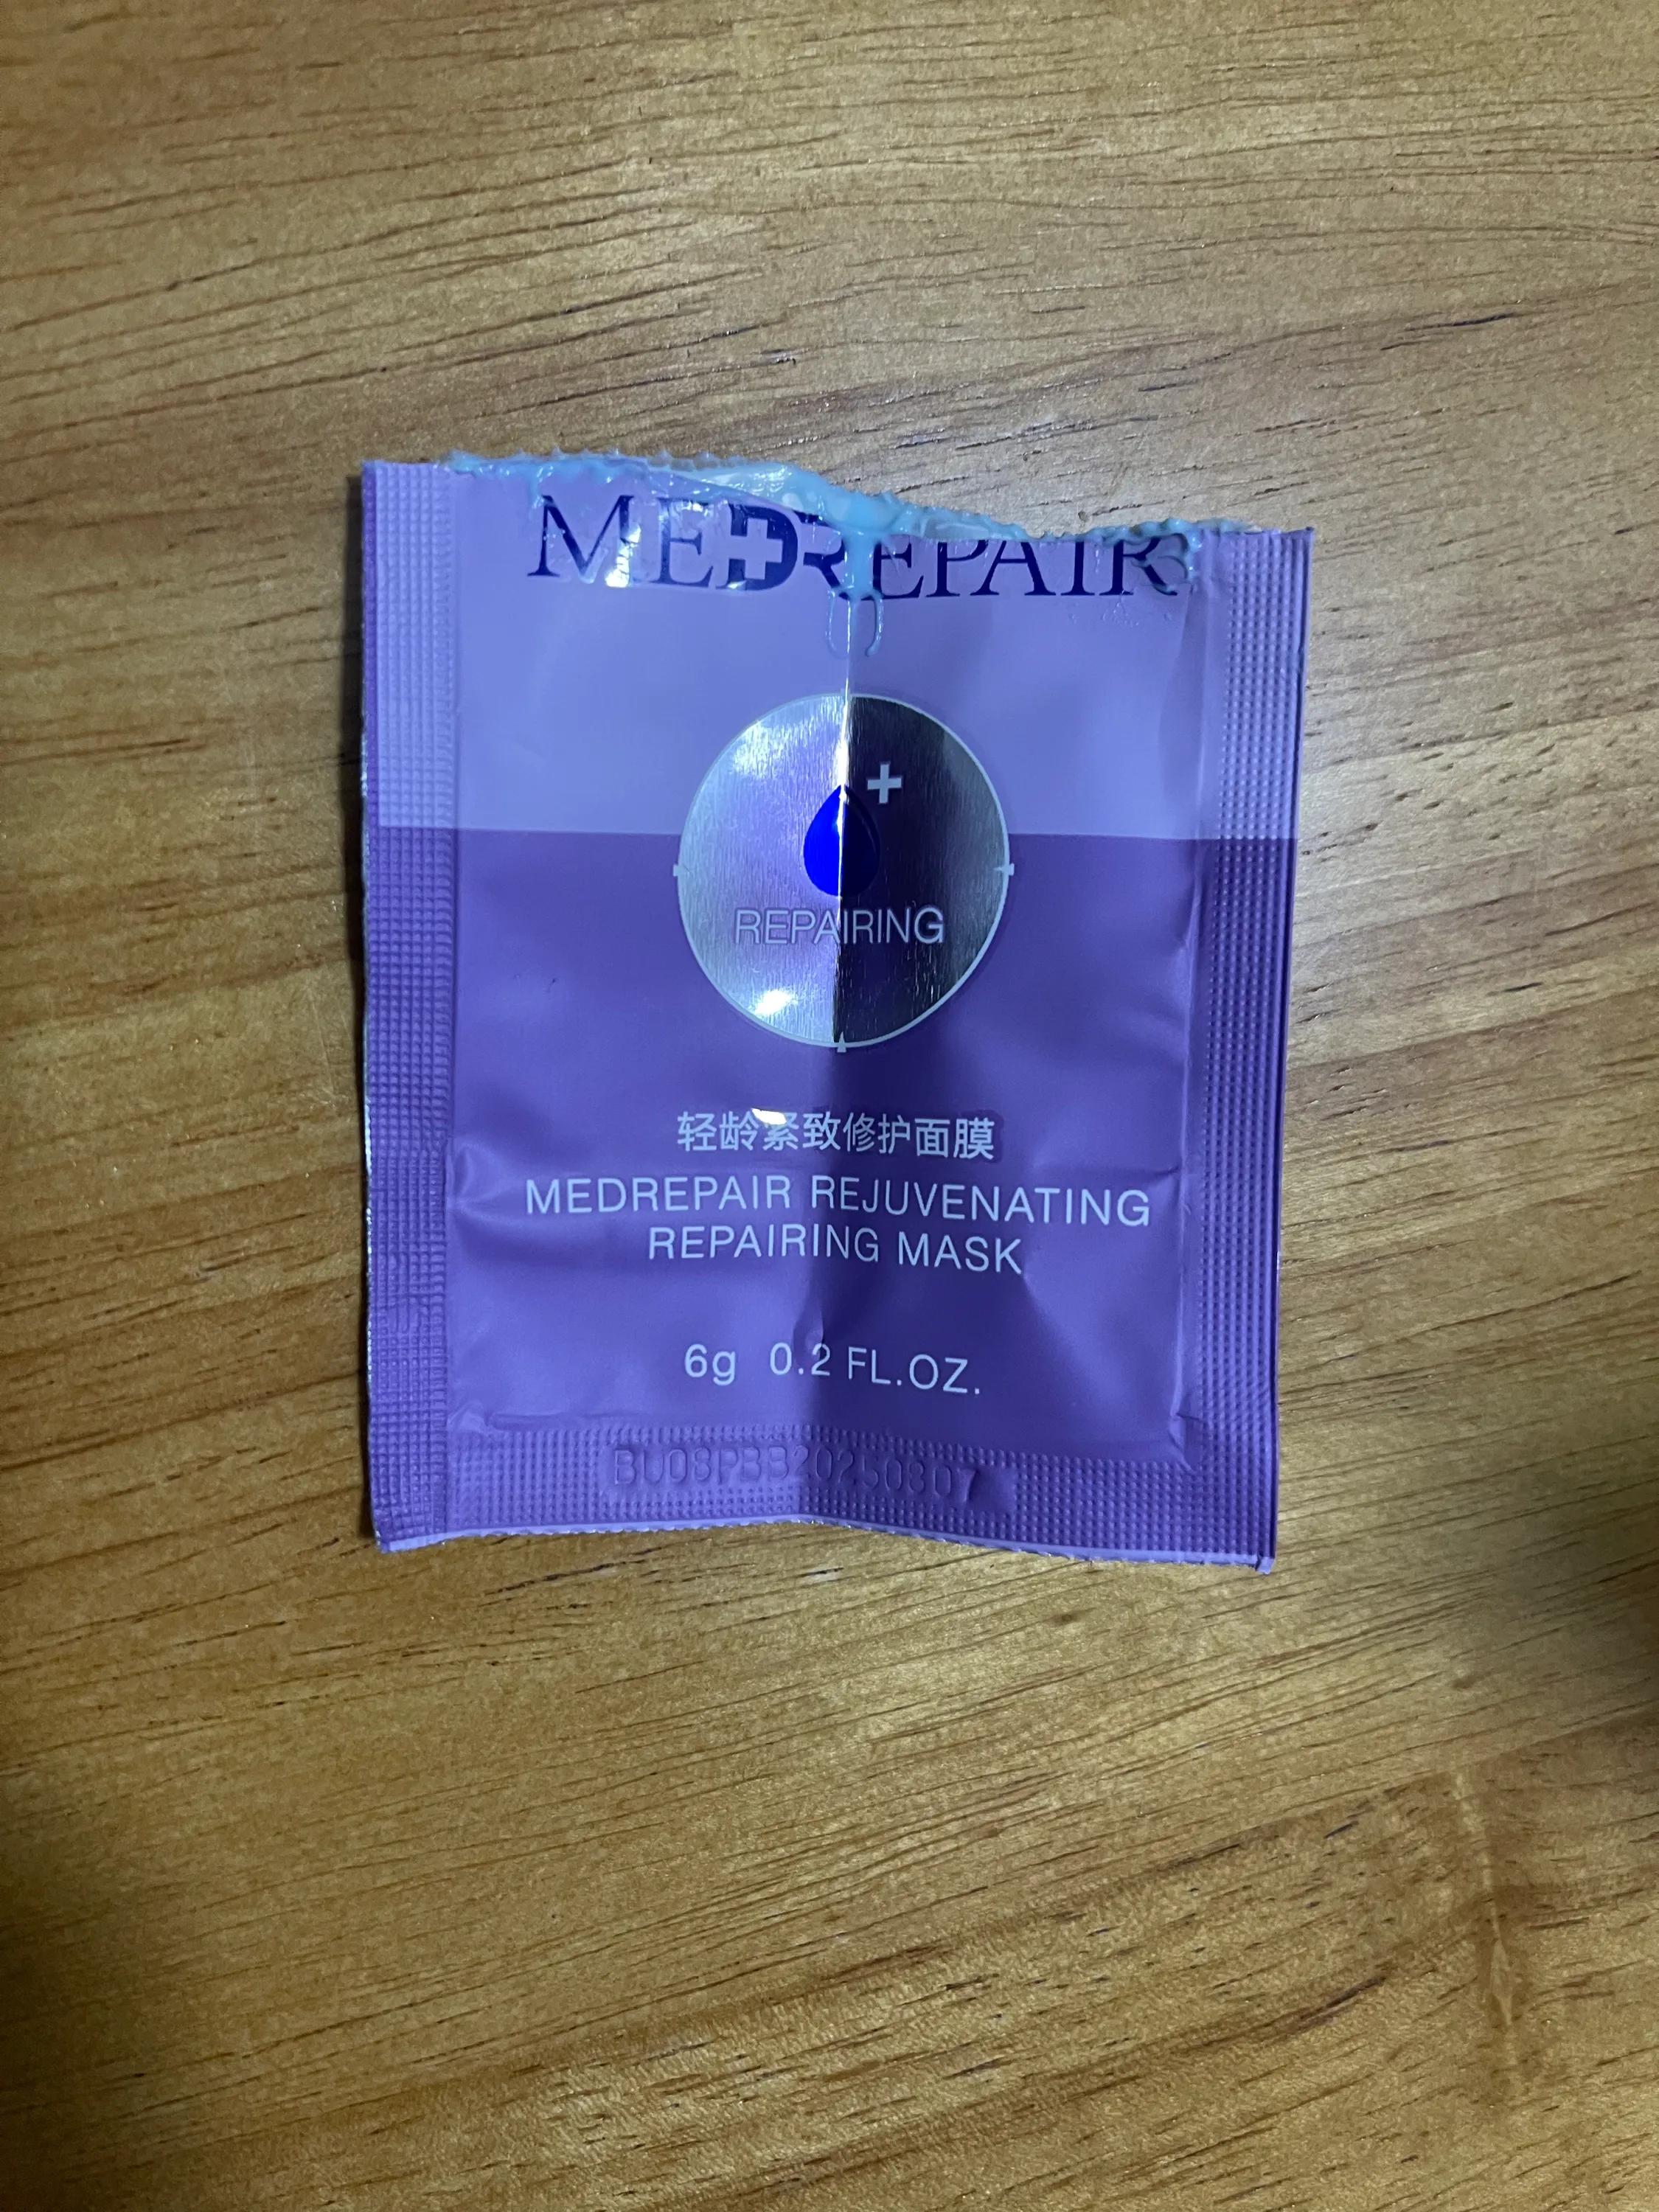 MEDREPAIR
REPAIRING
轻龄紧致修护面膜
MEDREPAIR REJUVENATING
REPAIRING MASK
6g 0.2 FL.OZ.